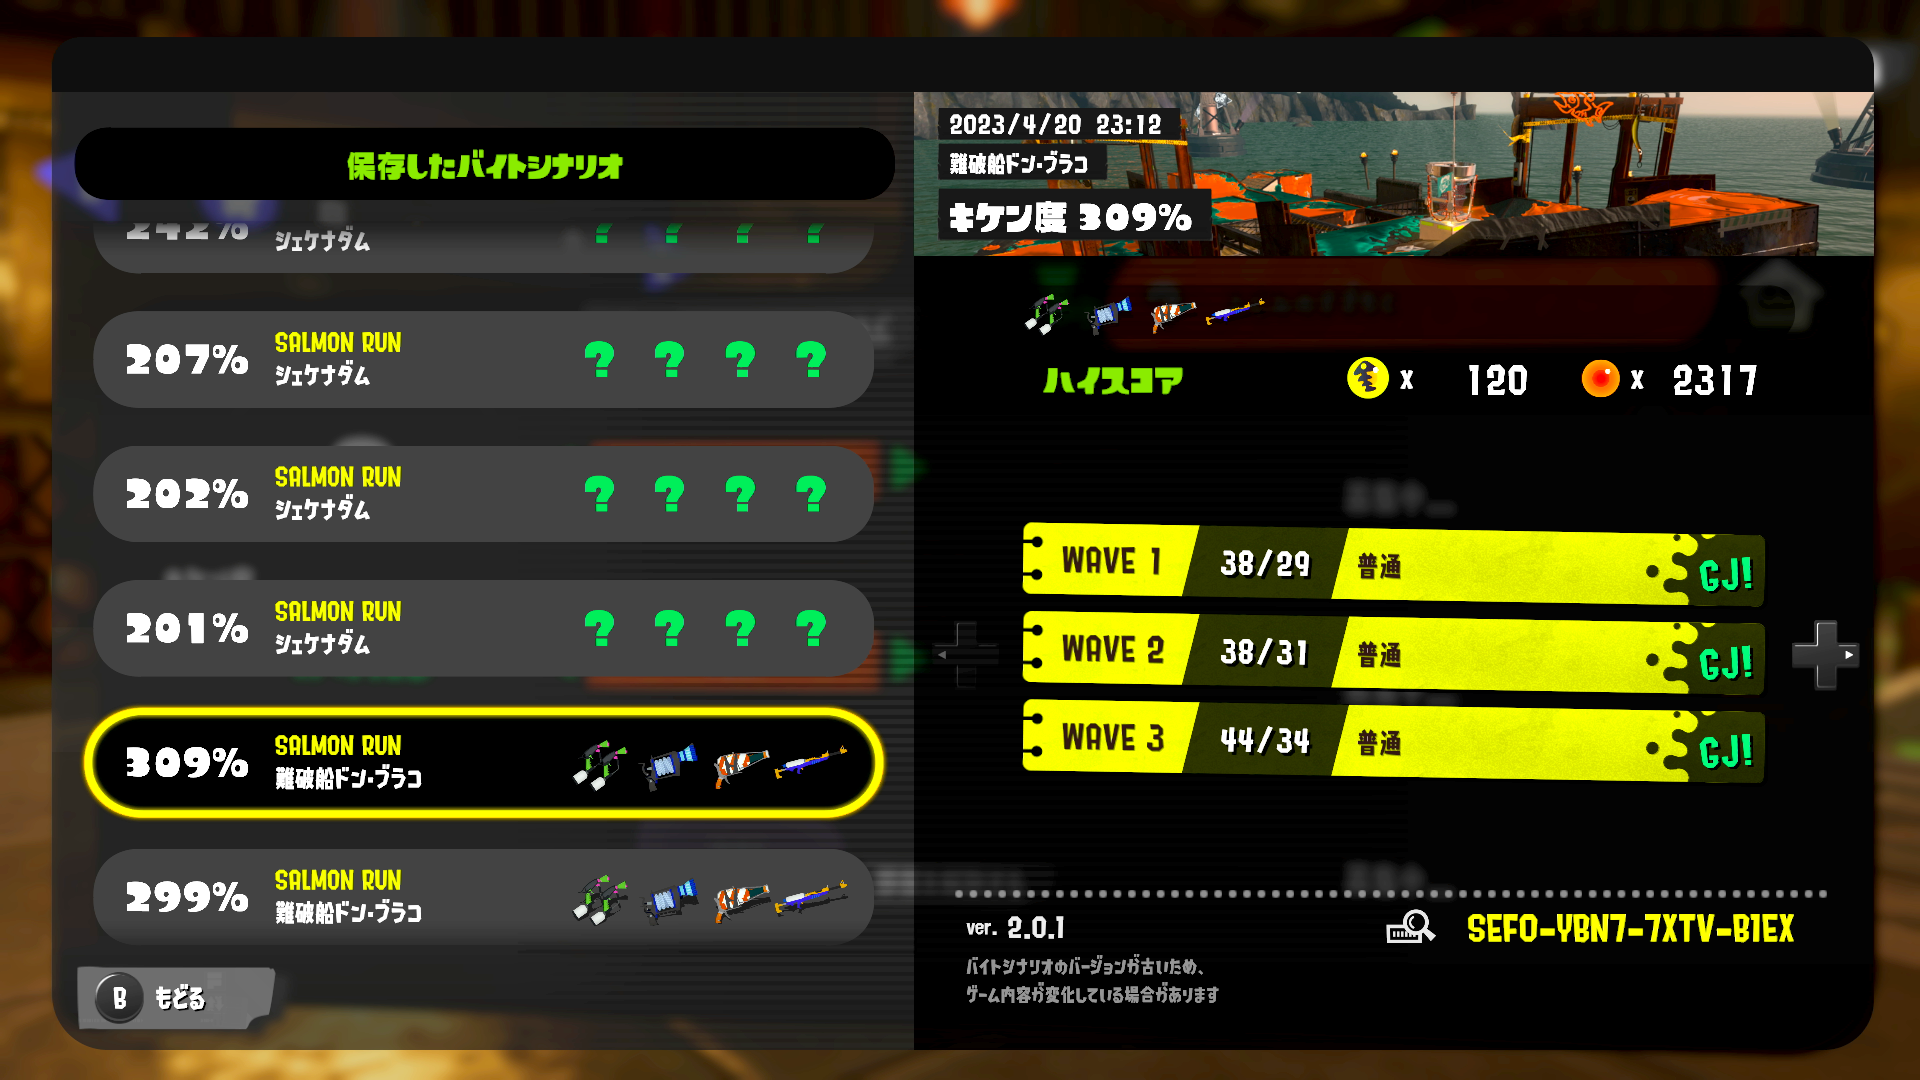 保存したバイトシナリオ
242%
シェケナダム
? ? ? ?
207%
SALMON RUN
シェケナダム
? ? ? ?
202%
SALMON RUN
シェケナダム
? ? ? ?
201%
SALMON RUN
シェケナダム
? ? ? ?
309%
SALMON RUN
難破船ドン・ブラコ
299%
SALMON RUN
難破船ドン・ブラコ
B もどる
2023/4/20 23:12
難破船ドン・ブラコ
キケン度 309%
ハイスコア x 120 x 2317
WAVE 1 38/29 普通 GJ!
WAVE 2 38/31 普通 GJ!
WAVE 3 44/34 普通 GJ!
ver. 2.0.1
SEF0-YBN7-7XTV-B1EX
バイトシナリオのバージョンが古いため、
ゲーム内容が変化している場合があります